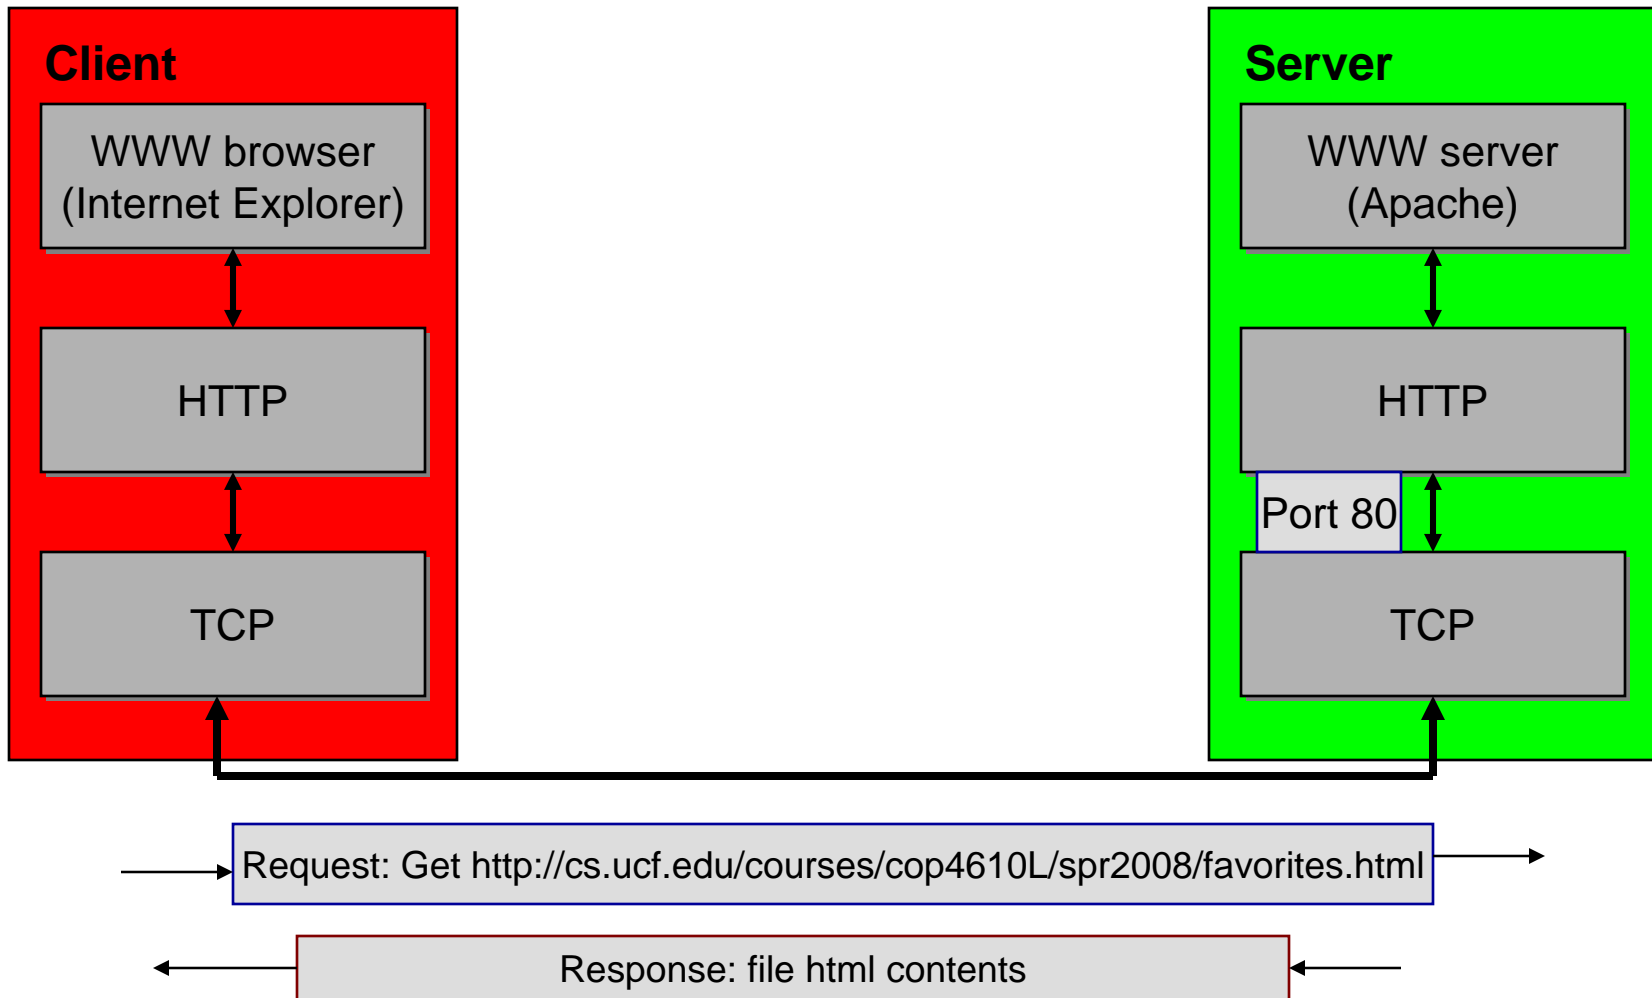 Client
WWW browser
(Internet Explorer)
HTTP
TCP
Server
WWW server
(Apache)
HTTP
Port 80
TCP
Request: Get http://cs.ucf.edu/courses/cop4610L/spr2008/favorites.html
Response: file html contents